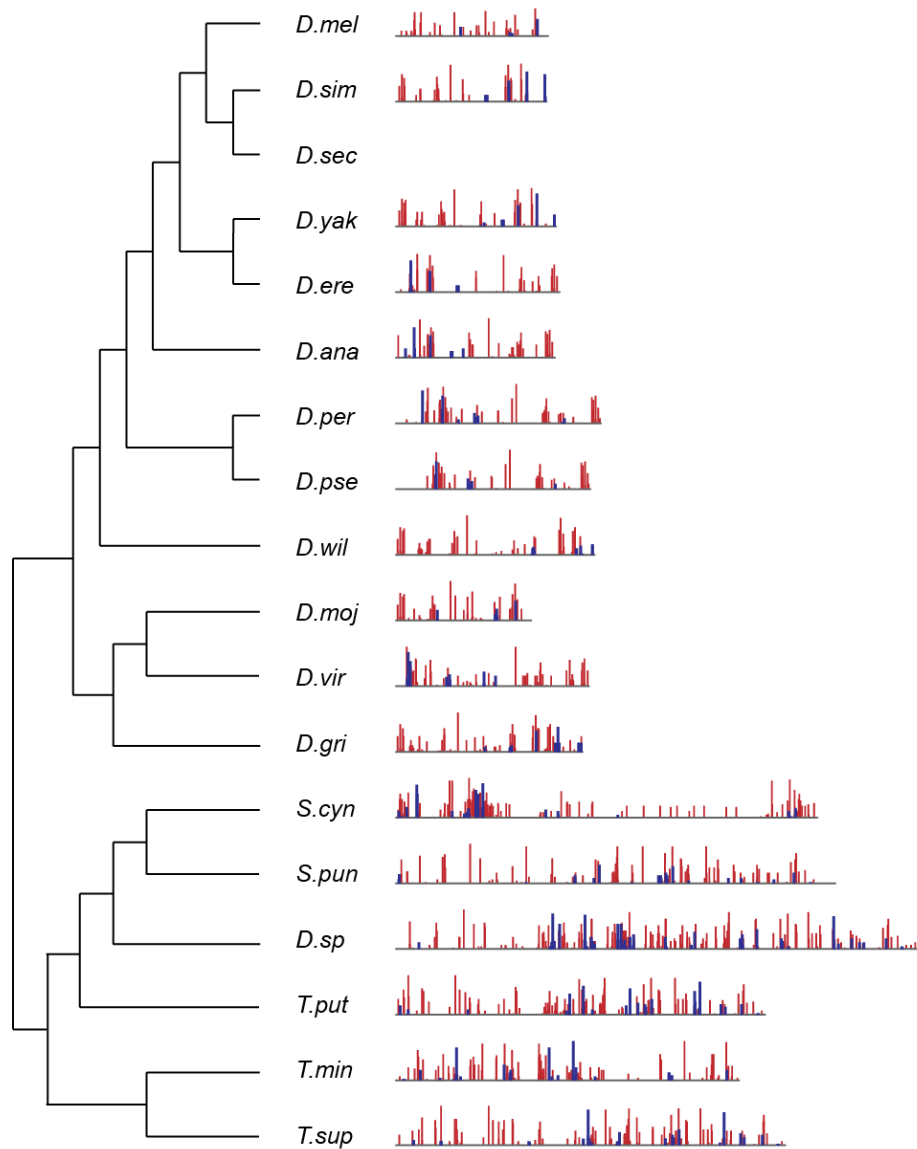 D.mel
D.sim
D.sec
D.yak
D.ere
D.ana
D.per
D.pse
D.wil
D.moj
D.vir
D.gri
S.cyn
S.pun
D.sp
T.put
T.min
T.sup